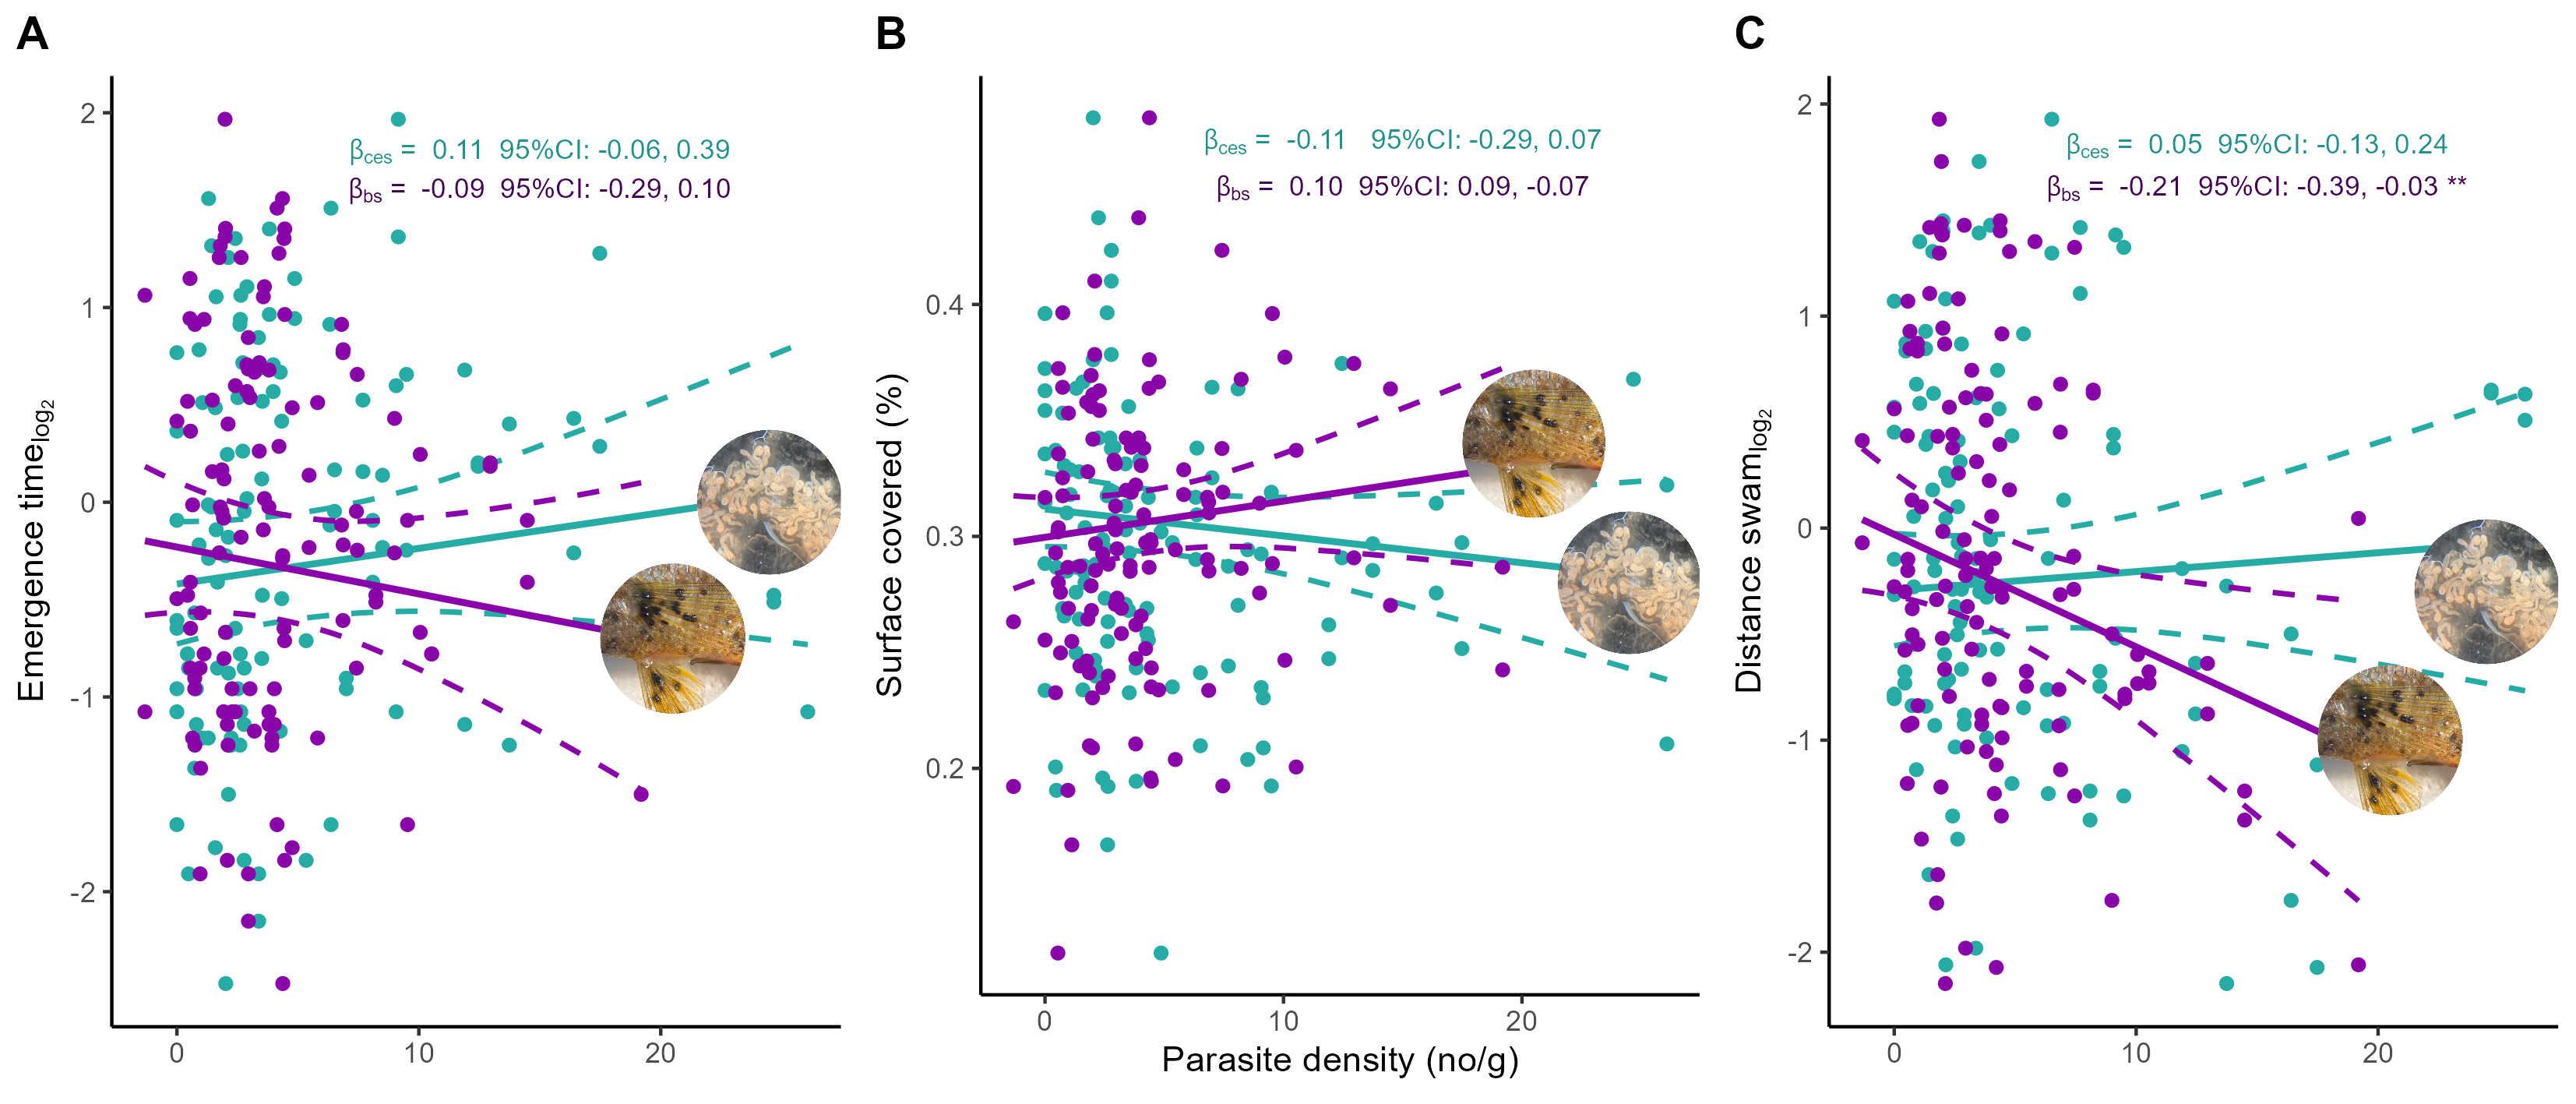 A
Emergence timelog2
2
1
0
-1
-2
βces = 0.11 95%CI: -0.06, 0.39
βbs = -0.09 95%CI: -0.29, 0.10
0 10 20
B
Surface covered (%)
0.4
0.3
0.2
βces = -0.11 95%CI: -0.29, 0.07
βbs = 0.10 95%CI: 0.09, -0.07
0 10 20
Parasite density (no/g)
C
Distance swamlog2
2
1
0
-1
-2
βces = 0.05 95%CI: -0.13, 0.24
βbs = -0.21 95%CI: -0.39, -0.03 **
0 10 20